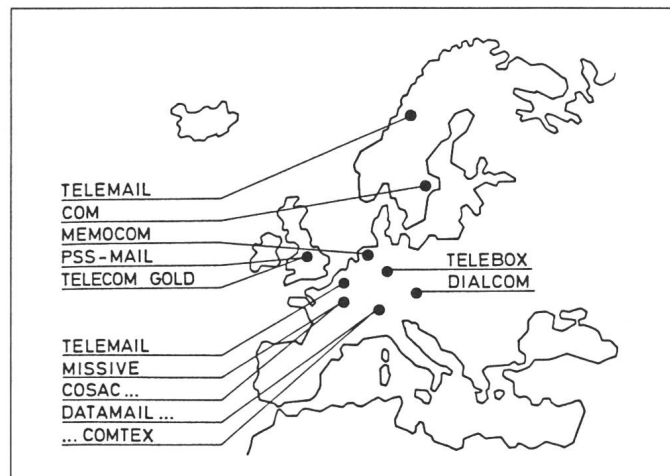 TELEMAIL
COM
MEMOCOM
PSS-MAIL
TELECOM GOLD
TELEBOX
DIALCOM
TELEMAIL
MISSIVE
COSAC ...
DATAMAIL ...
... COMTEX